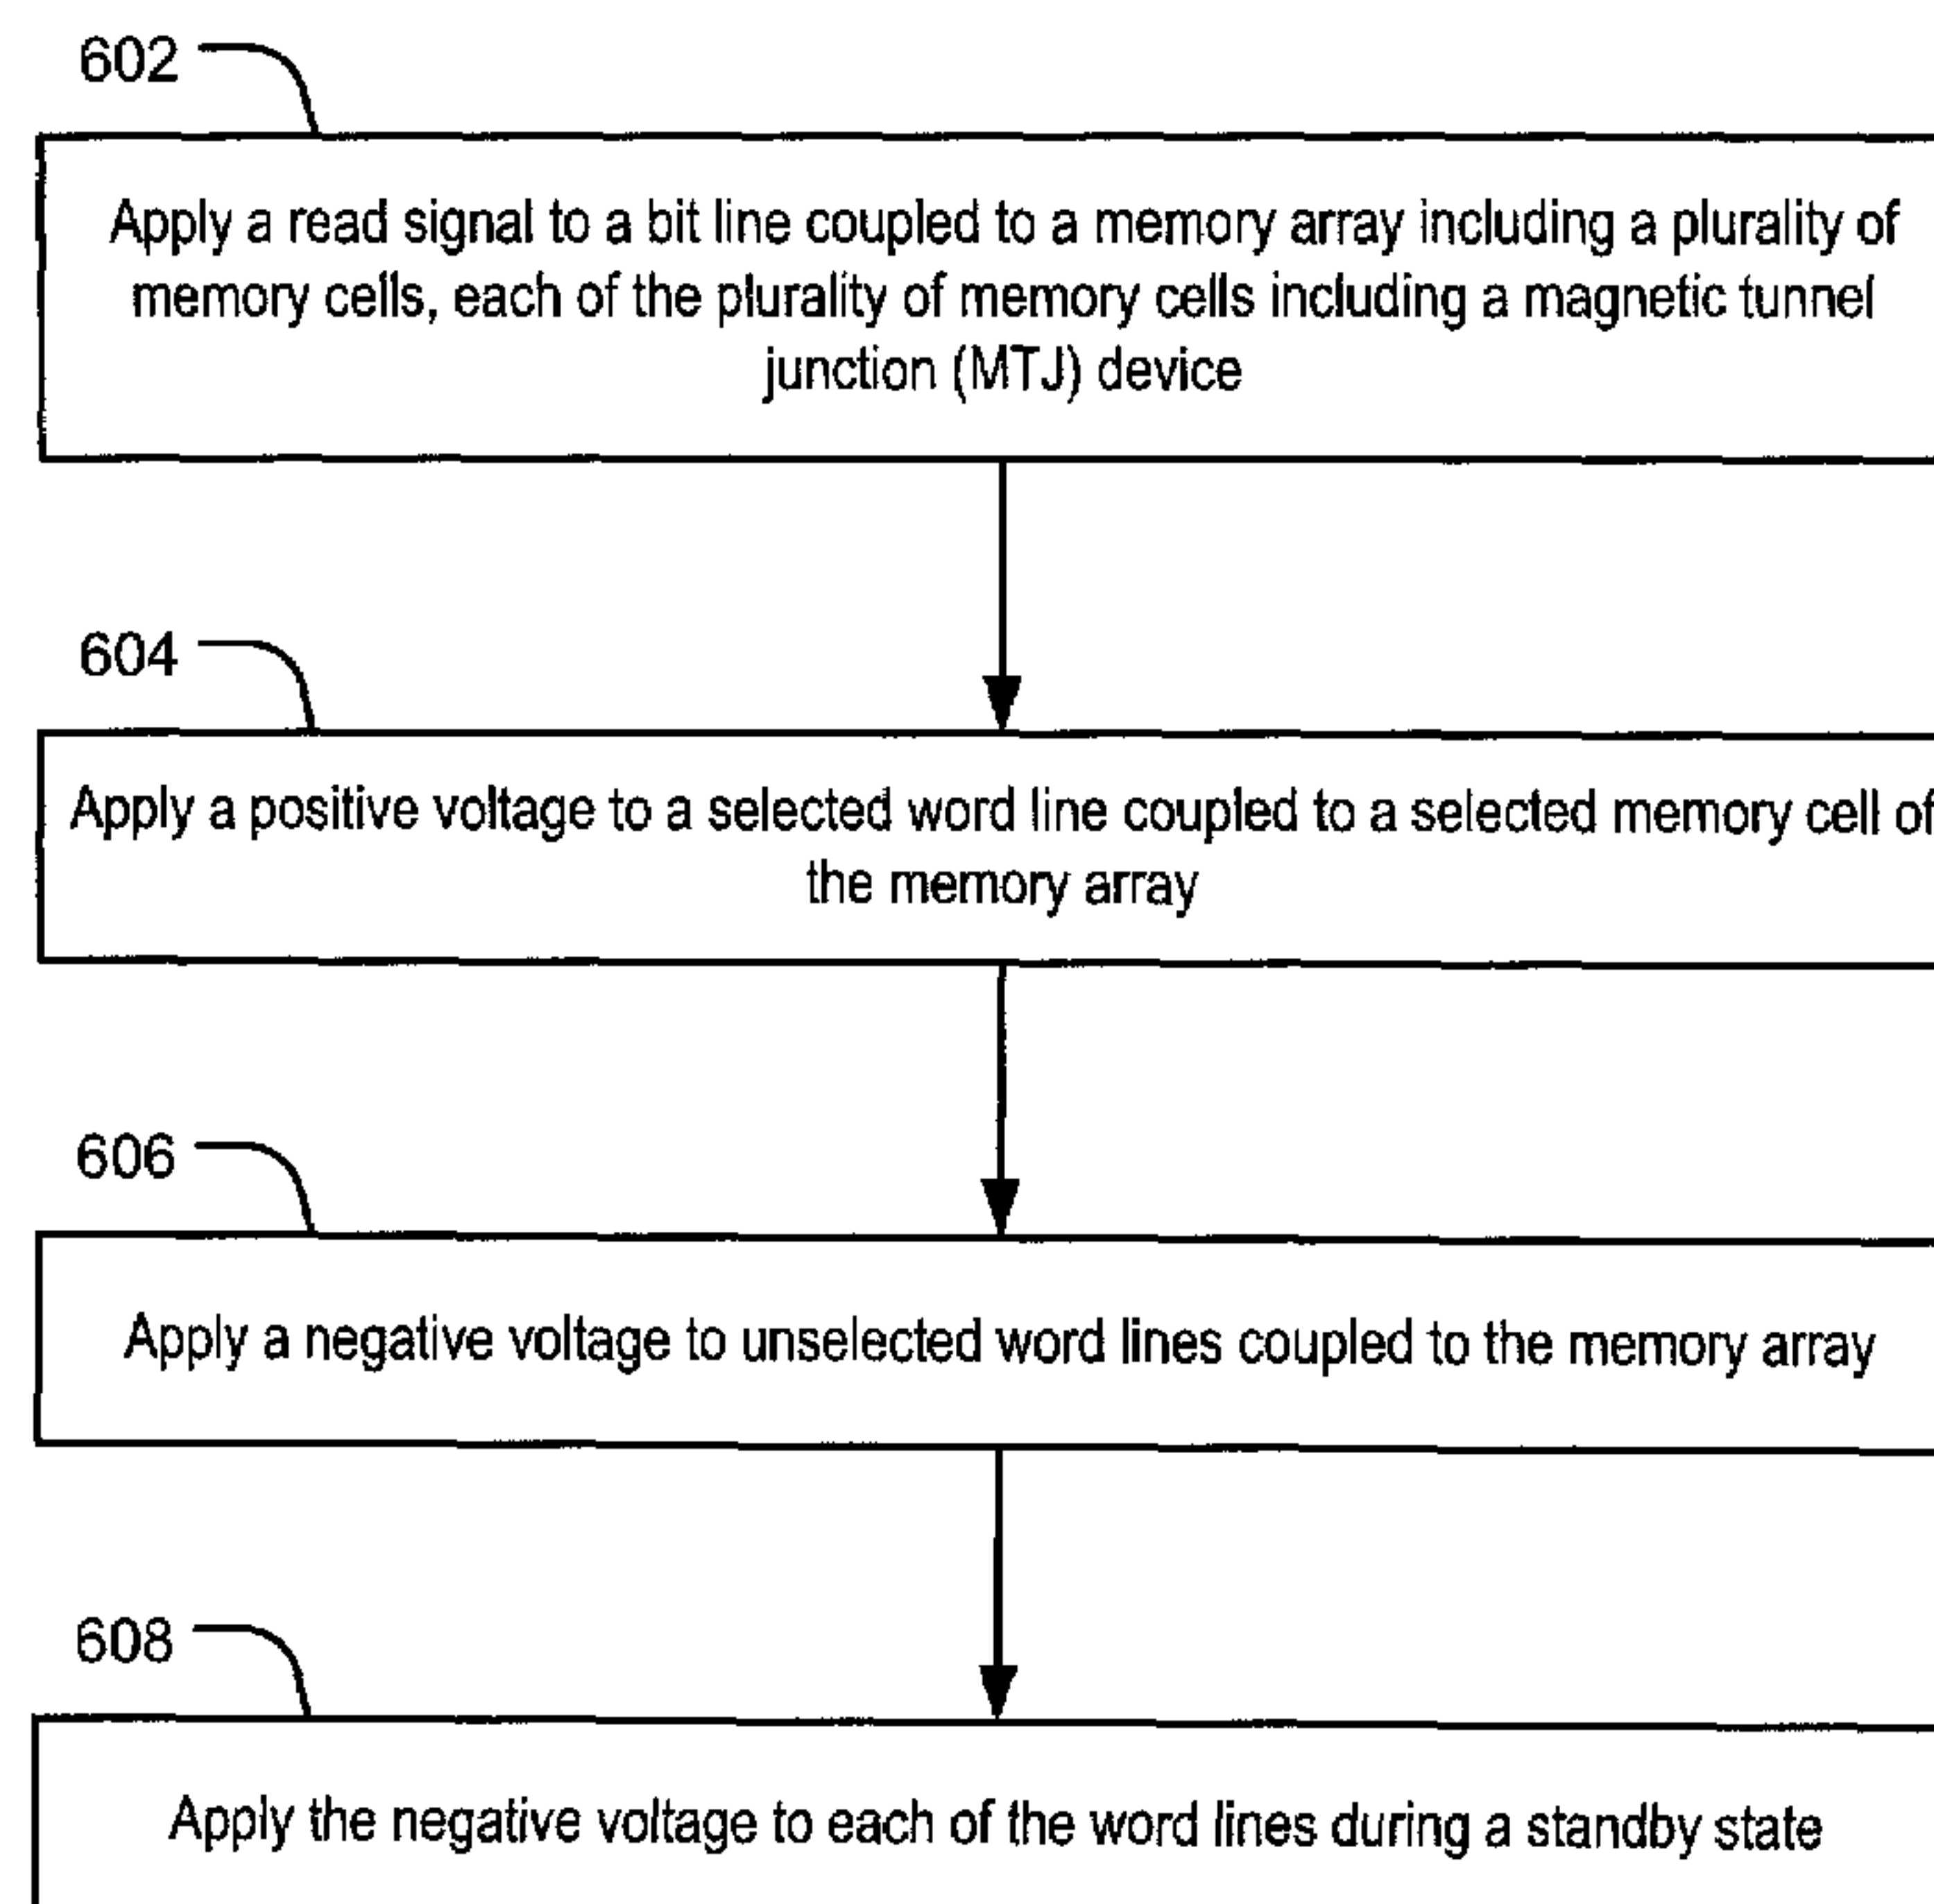 602
Apply a read signal to a bit line coupled to a memory array including a plurality of
memory cells, each of the plurality of memory cells including a magnetic tunnel
junction (MTJ) device
604
Apply a positive voltage to a selected word line coupled to a selected memory cell of
the memory array
606
Apply a negative voltage to unselected word lines coupled to the memory array
608
Apply the negative voltage to each of the word lines during a standby state